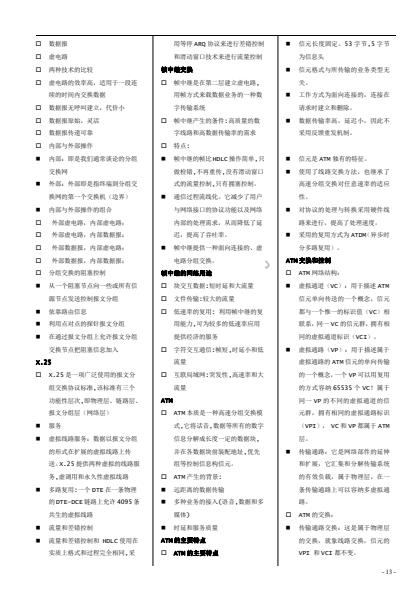 数据报
虚电路
两种技术的比较
虚电路的效率高，适用于一段连
续的时间内交换数据
数据报无呼叫建立，代价小
数据报原始，灵活
数据报传递可靠
内部与外部操作
内部：即是我们通常谈论的分组
交换网
外部：外部即是指终端到分组交
换网的第一个交换机（边界）
内部与外部操作的组合
外部虚电路，内部虚电路；
外部虚电路，内部数据报；
外部数据报，内部虚电路；
外部数据报，内部数据报；
分组交换的阻塞控制
从一个阻塞节点向一些或所有信
源节点发送控制报文分组
依靠路由信息
利用点对点的探针报文分组
在通过报文分组上允许报文分组
交换节点把阻塞信息加入
X.25
X.25 是一项广泛使用的报文分
组交换协议标准，该标准有三个
功能性层次，即物理层、链路层、
报文分组层（网络层）
服务
虚拟线路服务：数据以报文分组
的形式在扩展的虚拟线路上传
送。X.25 提供两种虚拟的线路服
务，虚调用和永久性虚拟线路
多路复用：一个 DTE 在一条物理
的 DTE-DCE 链路上允许 4095 条
共生的虚拟线路
流量和差错控制
流量和差错控制和 HDLC 使用在
实质上格式和过程完全相同，采
用等停 ARQ 协议来进行差错控制
和滑动窗口技术来进行流量控制
帧中继交换
帧中继是在第二层建立虚电路，
用帧方式来载数据业务的一种数
字传输系统
帧中继产生的条件：高质量的数
字线路和高数据传输率的需求
特点：
帧中继的帧比 HDLC 操作简单，只
做检错，不再重传，没有滑动窗口
式的流量控制，只有拥塞控制。
通信过程流线化，它减少了用户
与网络接口的协议功能以及网络
内部的处理需求，从而降低了延
迟，提高了吞吐率。
帧中继提供一种面向连接的、虚
电路分组交换。
帧中继的网络用途
块交互数据：短时延和大流量
文件传输：较大的流量
低速率的复用：利用帧中继的复
用能力，可为较多的低速率应用
提供经济的服务
字符交互通信：帧短，时延小和低
流量
互联局域网：突发性，高速率和大
流量
ATM
ATM 本质是一种高速分组交换模
式，它将话音，数据等所有的数字
信息分解成长度一定的数据块，
并在各数据块前装配地址，优先
组等控制信息构信元。
ATM 产生的背景：
远距离的数据传输
多种业务的接入（语音，数据和多
媒体）
时延和服务质量
ATM 的主要特点
ATM 的主要特点
信元长度固定。53 字节，5 字节
为信息头
信元格式与所传输的业务类型无
关。
工作方式为面向连接的，连接在
请求时建立和删除。
数据传输率高、延迟小，因此不
采用反馈重发机制。
信元是 ATM 独有的特征。
使用了线路交换方法，也继承了
高速分组交换对任意速率的适应
性。
对协议的处理与转换采用硬件线
路来进行，提高了处理速度。
采用的复用方式为 ATDM（异步时
分多路复用）。
ATM 交换和控制
ATM 网络结构：
虚拟通道（VC）：用于描述 ATM
信元单向传送的一个概念，信元
都与一个惟一的标识值（VC）相
联系，同一 VC 的信元群，拥有相
同的虚拟通道标识（VCI）。
虚拟通路（VP）：用于描述属于
虚拟通路的 ATM 信元的单向传输
的一个概念，一个 VP 可以用复用
的方式容纳 65535 个 VC！属于
同一 VP 的不同的虚拟通道的信
元群，拥有相同的虚拟通路标识
（VPI），VC 和 VP 都属于 ATM
层。
传输通路：它是网络部件的延伸
和扩展，它汇集和分解传输系统
的有效负载，属于物理层，在一
条传输通路上可以容纳多虚拟通
路。
ATM 的交换：
传输通路交换：这是属于物理层
的交换，就象线路交换，信元的
VPI 和 VCI 都不变。
- 13 -